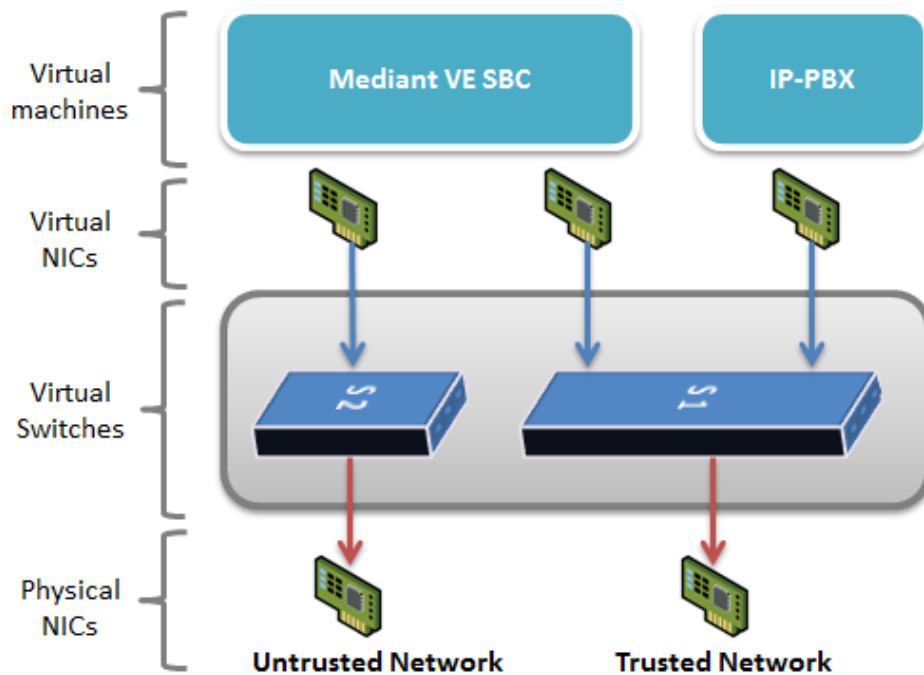 Virtual
machines
Mediant VE SBC
IP-PBX
Virtual
NICs
Virtual
Switches
S2
S1
Physical
NICs
Untrusted Network
Trusted Network